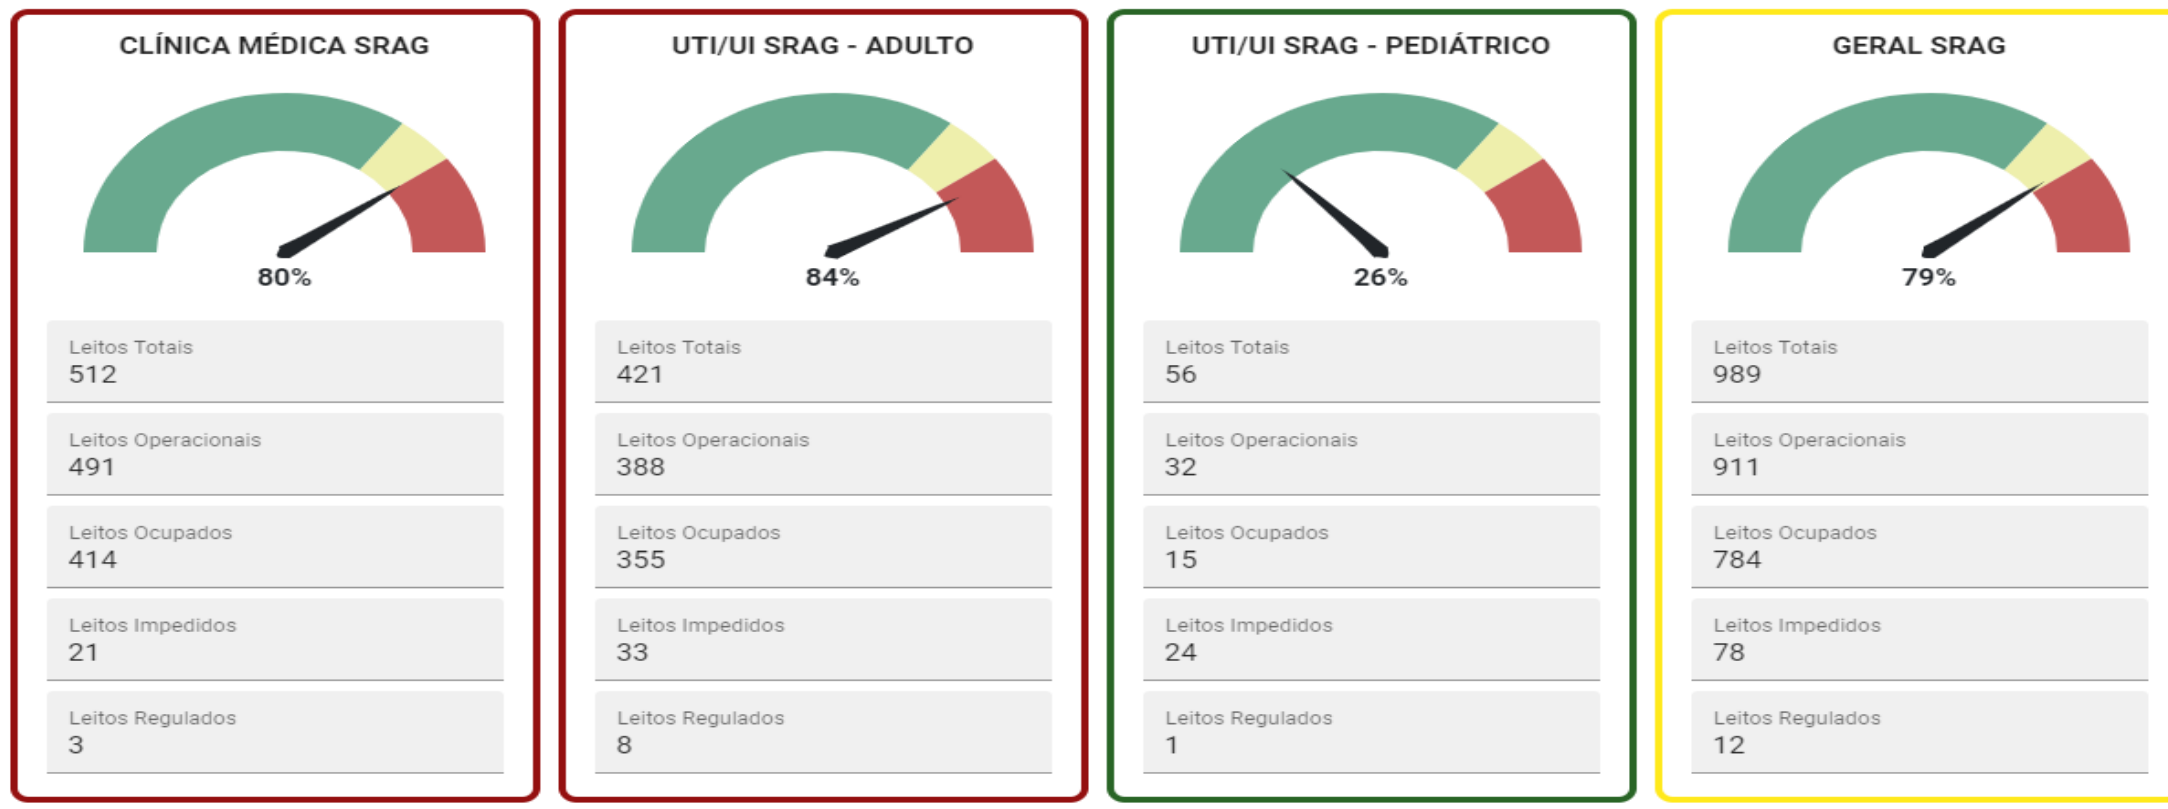 CLÍNICA MÉDICA SRAG
80%
Leitos Totais
512
Leitos Operacionais
491
Leitos Ocupados
414
Leitos Impedidos
21
Leitos Regulados
3
UTI/UI SRAG - ADULTO
84%
Leitos Totais
421
Leitos Operacionais
388
Leitos Ocupados
355
Leitos Impedidos
33
Leitos Regulados
8
UTI/UI SRAG - PEDIÁTRICO
26%
Leitos Totais
56
Leitos Operacionais
32
Leitos Ocupados
15
Leitos Impedidos
24
Leitos Regulados
1
GERAL SRAG
79%
Leitos Totais
989
Leitos Operacionais
911
Leitos Ocupados
784
Leitos Impedidos
78
Leitos Regulados
12